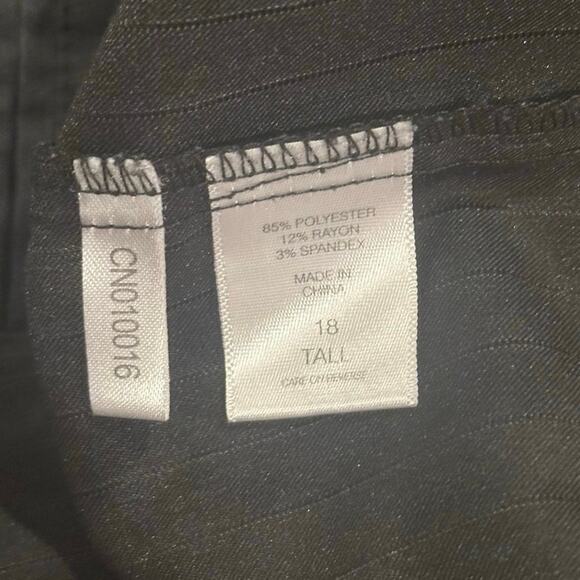 CN010016
85% POLYESTER
12% RAYON
3% SPANDEX
MADE IN
CHINA
18
TALL
CARE ON REVERSE